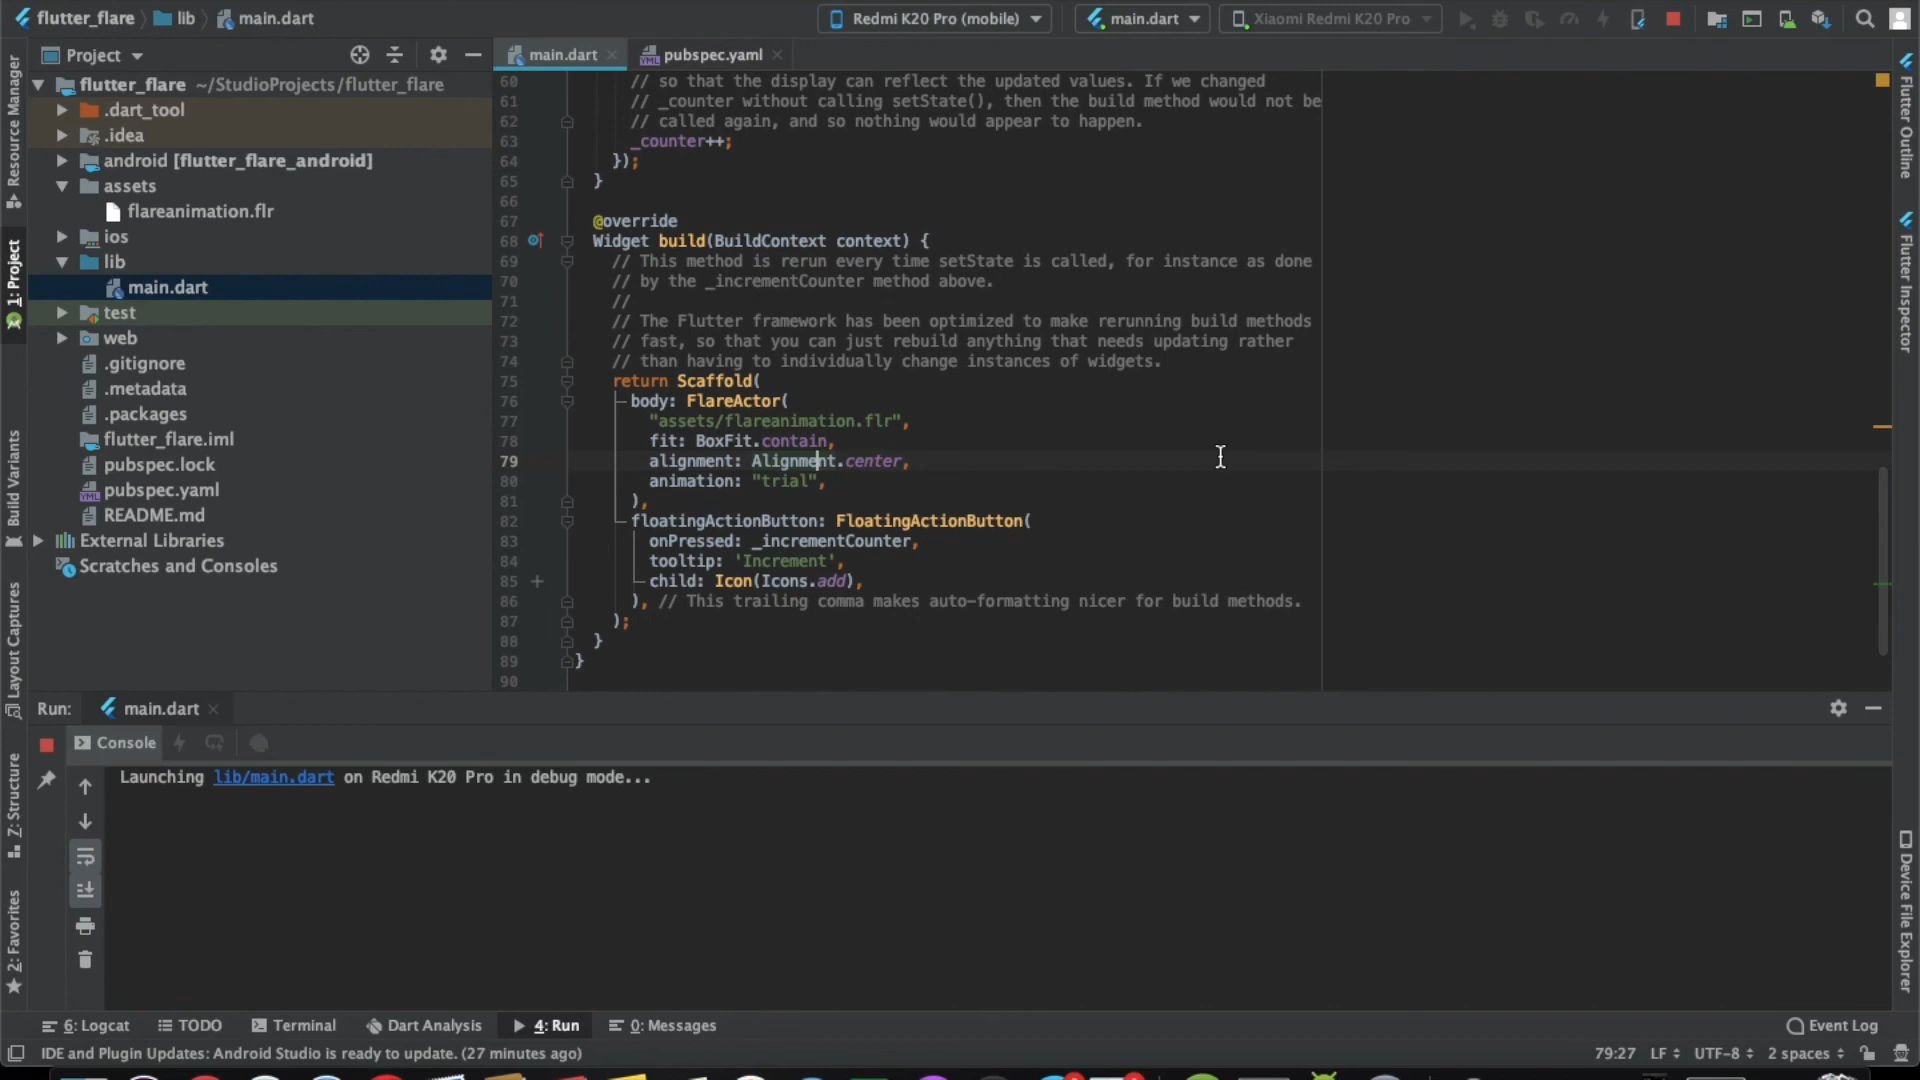 flutter_flare lib main.dart Redmi K20 Pro (mobile) main.dart Xiaomi Redmi K20 Pro
Project main.dart pubspec.yaml
flutter_flare ~/StudioProjects/flutter_flare
.dart_tool
.idea
android [flutter_flare_android]
assets
flareanimation.flr
ios
lib
main.dart
test
web
.gitignore
.metadata
.packages
flutter_flare.iml
pubspec.lock
pubspec.yaml
README.md
External Libraries
Scratches and Consoles
60 // so that the display can reflect the updated values. If we changed
61 // _counter without calling setState(), then the build method would not be
62 // called again, and so nothing would appear to happen.
63 _counter++;
64 });
65 }
66
67 @override
68 Widget build(BuildContext context) {
69 // This method is rerun every time setState is called, for instance as done
70 // by the _incrementCounter method above.
71 //
72 // The Flutter framework has been optimized to make rerunning build methods
73 // fast, so that you can just rebuild anything that needs updating rather
74 // than having to individually change instances of widgets.
75 return Scaffold(
76 body: FlareActor(
77 "assets/flareanimation.flr",
78 fit: BoxFit.contain,
79 alignment: Alignment.center,
80 animation: "trial",
81 ),
82 floatingActionButton: FloatingActionButton(
83 onPressed: _incrementCounter,
84 tooltip: 'Increment',
85 child: Icon(Icons.add),
86 ), // This trailing comma makes auto-formatting nicer for build methods.
87 );
88 }
89 }
90
Resource Manager
1: Project
Build Variants
Layout Captures
Z: Structure
2: Favorites
Flutter Outline
Flutter Inspector
Device File Explorer
Run: main.dart
Console
Launching lib/main.dart on Redmi K20 Pro in debug mode...
6: Logcat TODO Terminal Dart Analysis 4: Run 0: Messages Event Log
IDE and Plugin Updates: Android Studio is ready to update. (27 minutes ago) 79:27 LF UTF-8 2 spaces